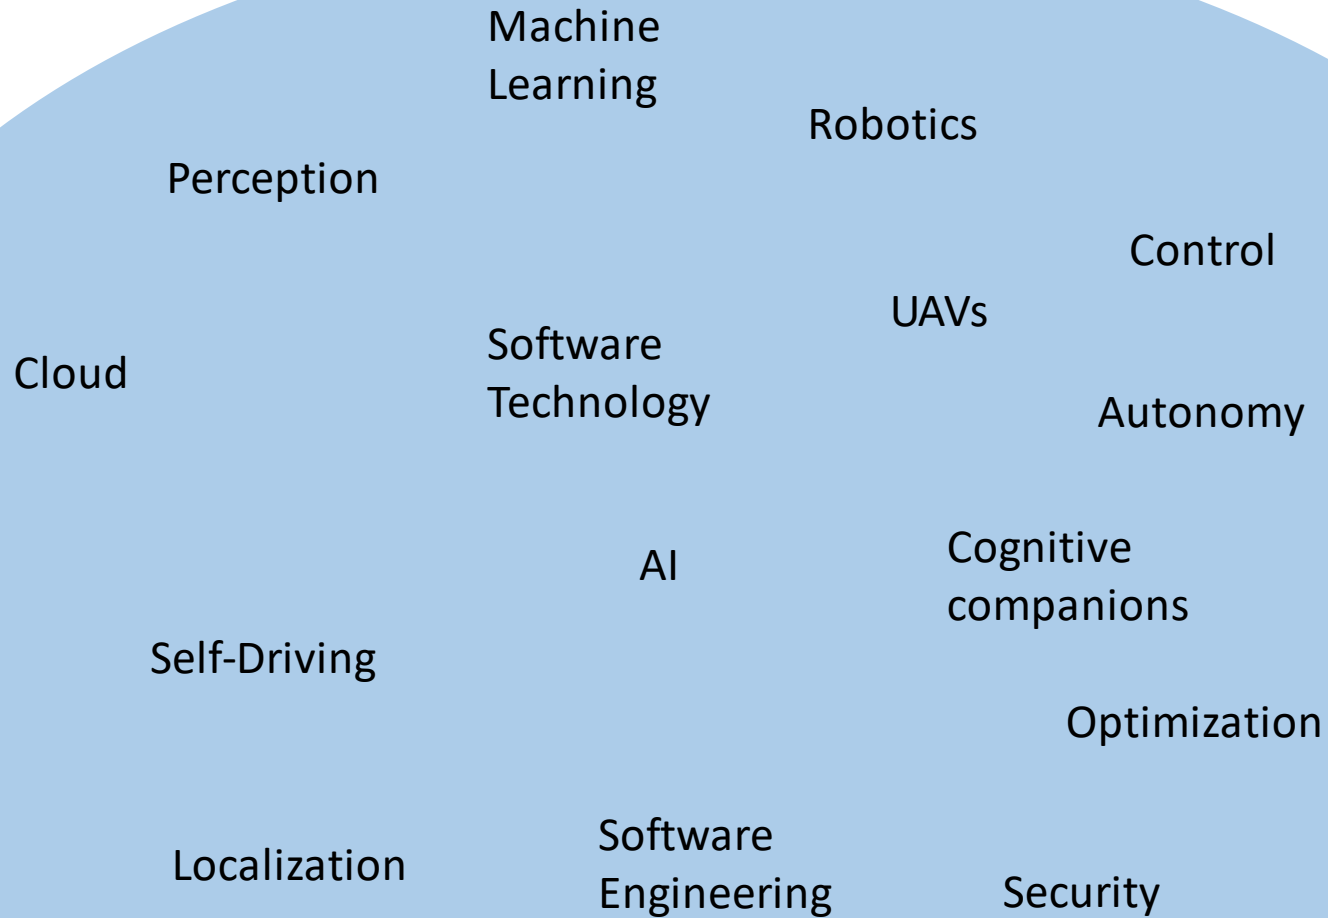 Machine
Learning
Robotics
Perception
Control
UAVs
Software
Technology
Cloud
Autonomy
Cognitive
companions
AI
Self-Driving
Optimization
Software
Engineering
Localization
Security